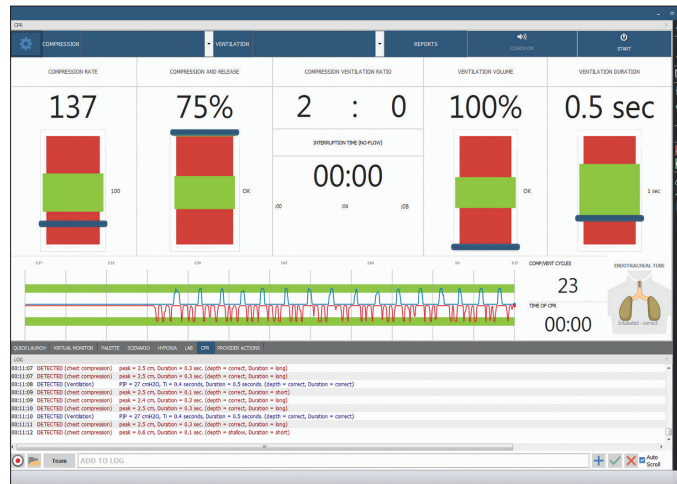 CPR
COMPRESSION
VENTILATION
REPORTS
COACH ON
START
COMPRESSION RATE
COMPRESSION AND RELEASE
COMPRESSION VENTILATION RATIO
VENTILATION VOLUME
VENTILATION DURATION
137
75%
2 : 0
100%
0.5 sec
INTERRUPTION TIME (NO-FLOW)
00:00
:00 :04 :08
100
OK
OK
1 sec
COMP/VENT CYCLES
23
TIME OF CPR
00:00
ENDOTRACHEAL TUBE
Intubated - correct
QUICK LAUNCH VIRTUAL MONITOR PALETTE SCENARIO HYPOXIA LAB CPR PROVIDER ACTIONS
LOG
00:11:07 DETECTED (chest compression) peak = 2.5 cm, Duration = 0.3 sec. (depth = correct, Duration = long)
00:11:07 DETECTED (chest compression) peak = 2.5 cm, Duration = 0.3 sec. (depth = correct, Duration = long)
00:11:08 DETECTED (Ventilation) PIP = 27 cmH2O, Ti = 0.4 seconds, Duration = 0.5 seconds. (depth = correct, Duration = correct)
00:11:09 DETECTED (chest compression) peak = 2.5 cm, Duration = 0.1 sec. (depth = correct, Duration = short)
00:11:09 DETECTED (chest compression) peak = 2.4 cm, Duration = 0.3 sec. (depth = correct, Duration = long)
00:11:10 DETECTED (chest compression) peak = 2.5 cm, Duration = 0.3 sec. (depth = correct, Duration = long)
00:11:10 DETECTED (Ventilation) PIP = 27 cmH2O, Ti = 0.4 seconds, Duration = 0.5 seconds. (depth = correct, Duration = correct)
00:11:11 DETECTED (chest compression) peak = 2.5 cm, Duration = 0.3 sec. (depth = correct, Duration = long)
00:11:12 DETECTED (chest compression) peak = 0.6 cm, Duration = 0.1 sec. (depth = shallow, Duration = short)
Team
ADD TO LOG
Auto
Scroll